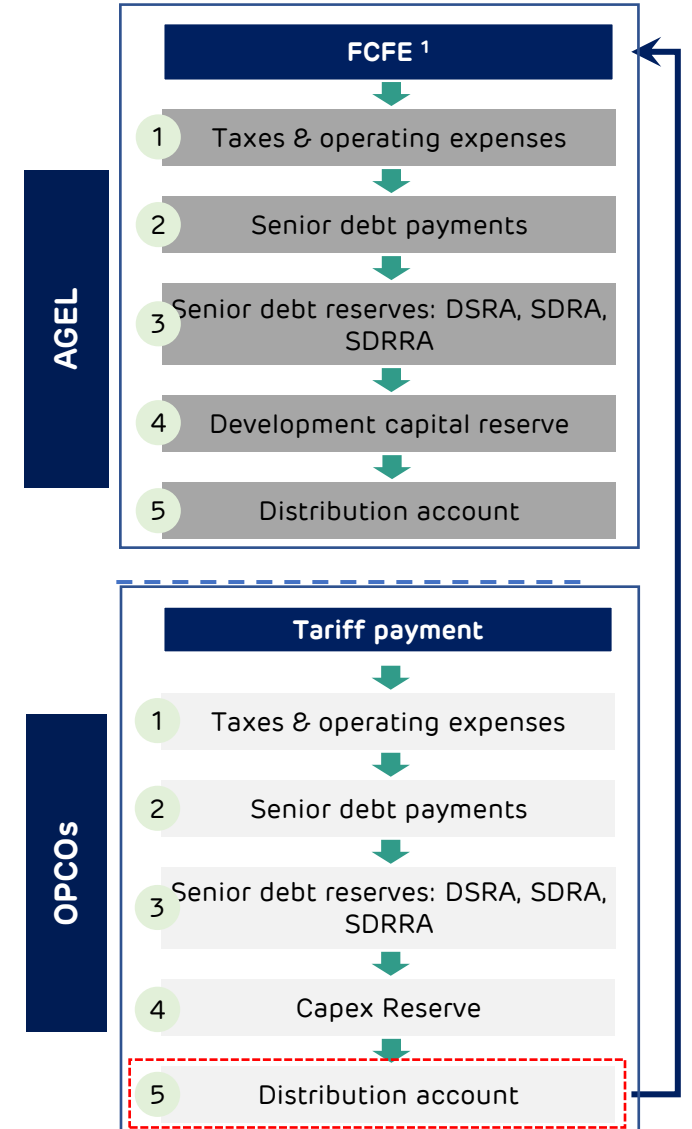 FCFE 1
AGEL
1 Taxes & operating expenses
2 Senior debt payments
3 Senior debt reserves: DSRA, SDRA,
SDRRA
4 Development capital reserve
5 Distribution account
Tariff payment
OPCOs
1 Taxes & operating expenses
2 Senior debt payments
3 Senior debt reserves: DSRA, SDRA,
SDRRA
4 Capex Reserve
5 Distribution account